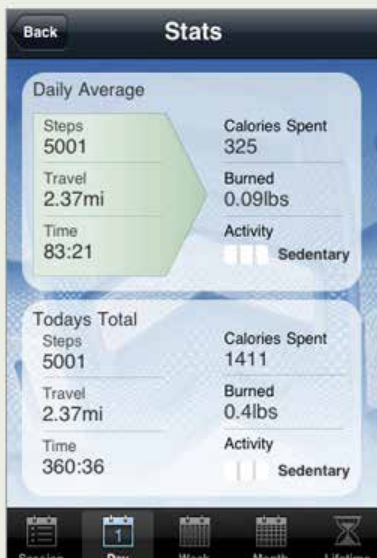 Back
Stats
Daily Average
Steps
5001
Calories Spent
325
Travel
2.37mi
Burned
0.09lbs
Time
83:21
Activity
Sedentary
Todays Total
Steps
5001
Calories Spent
1411
Travel
2.37mi
Burned
0.4lbs
Time
360:36
Activity
Sedentary
1
Session Day Week Month Lifetime